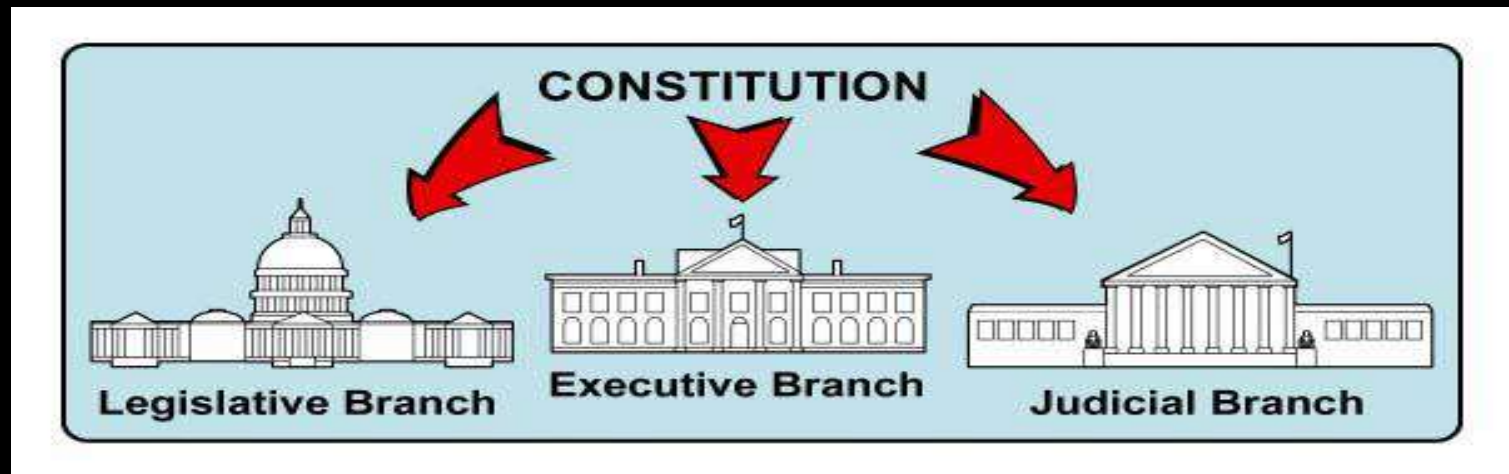 CONSTITUTION
Legislative Branch
Executive Branch
Judicial Branch